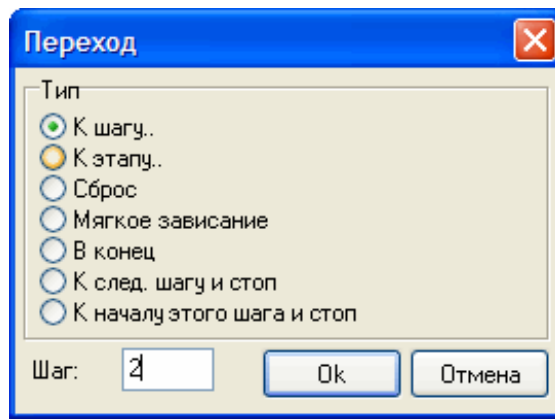 Переход
Тип
К шагу..
К этапу..
Сброс
Мягкое зависание
В конец
К след. шагу и стоп
К началу этого шага и стоп
Шаг: 2 Ok Отмена